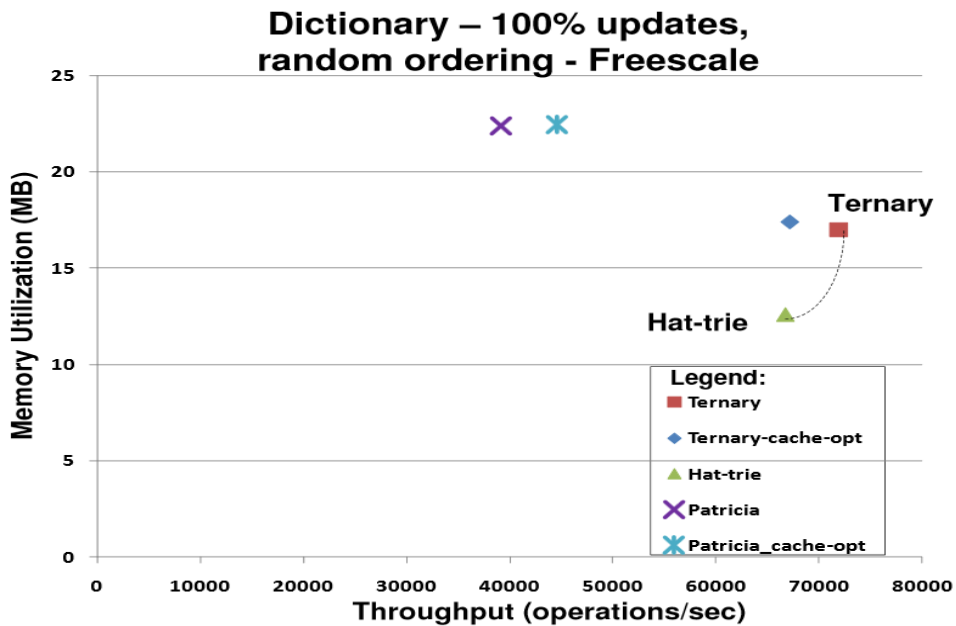 Dictionary – 100% updates,
random ordering - Freescale
25
20
15
10
5
0
Memory Utilization (MB)
Ternary
Hat-trie
Legend:
Ternary
Ternary-cache-opt
Hat-trie
Patricia
Patricia_cache-opt
0 10000 20000 30000 40000 50000 60000 70000 80000
Throughput (operations/sec)